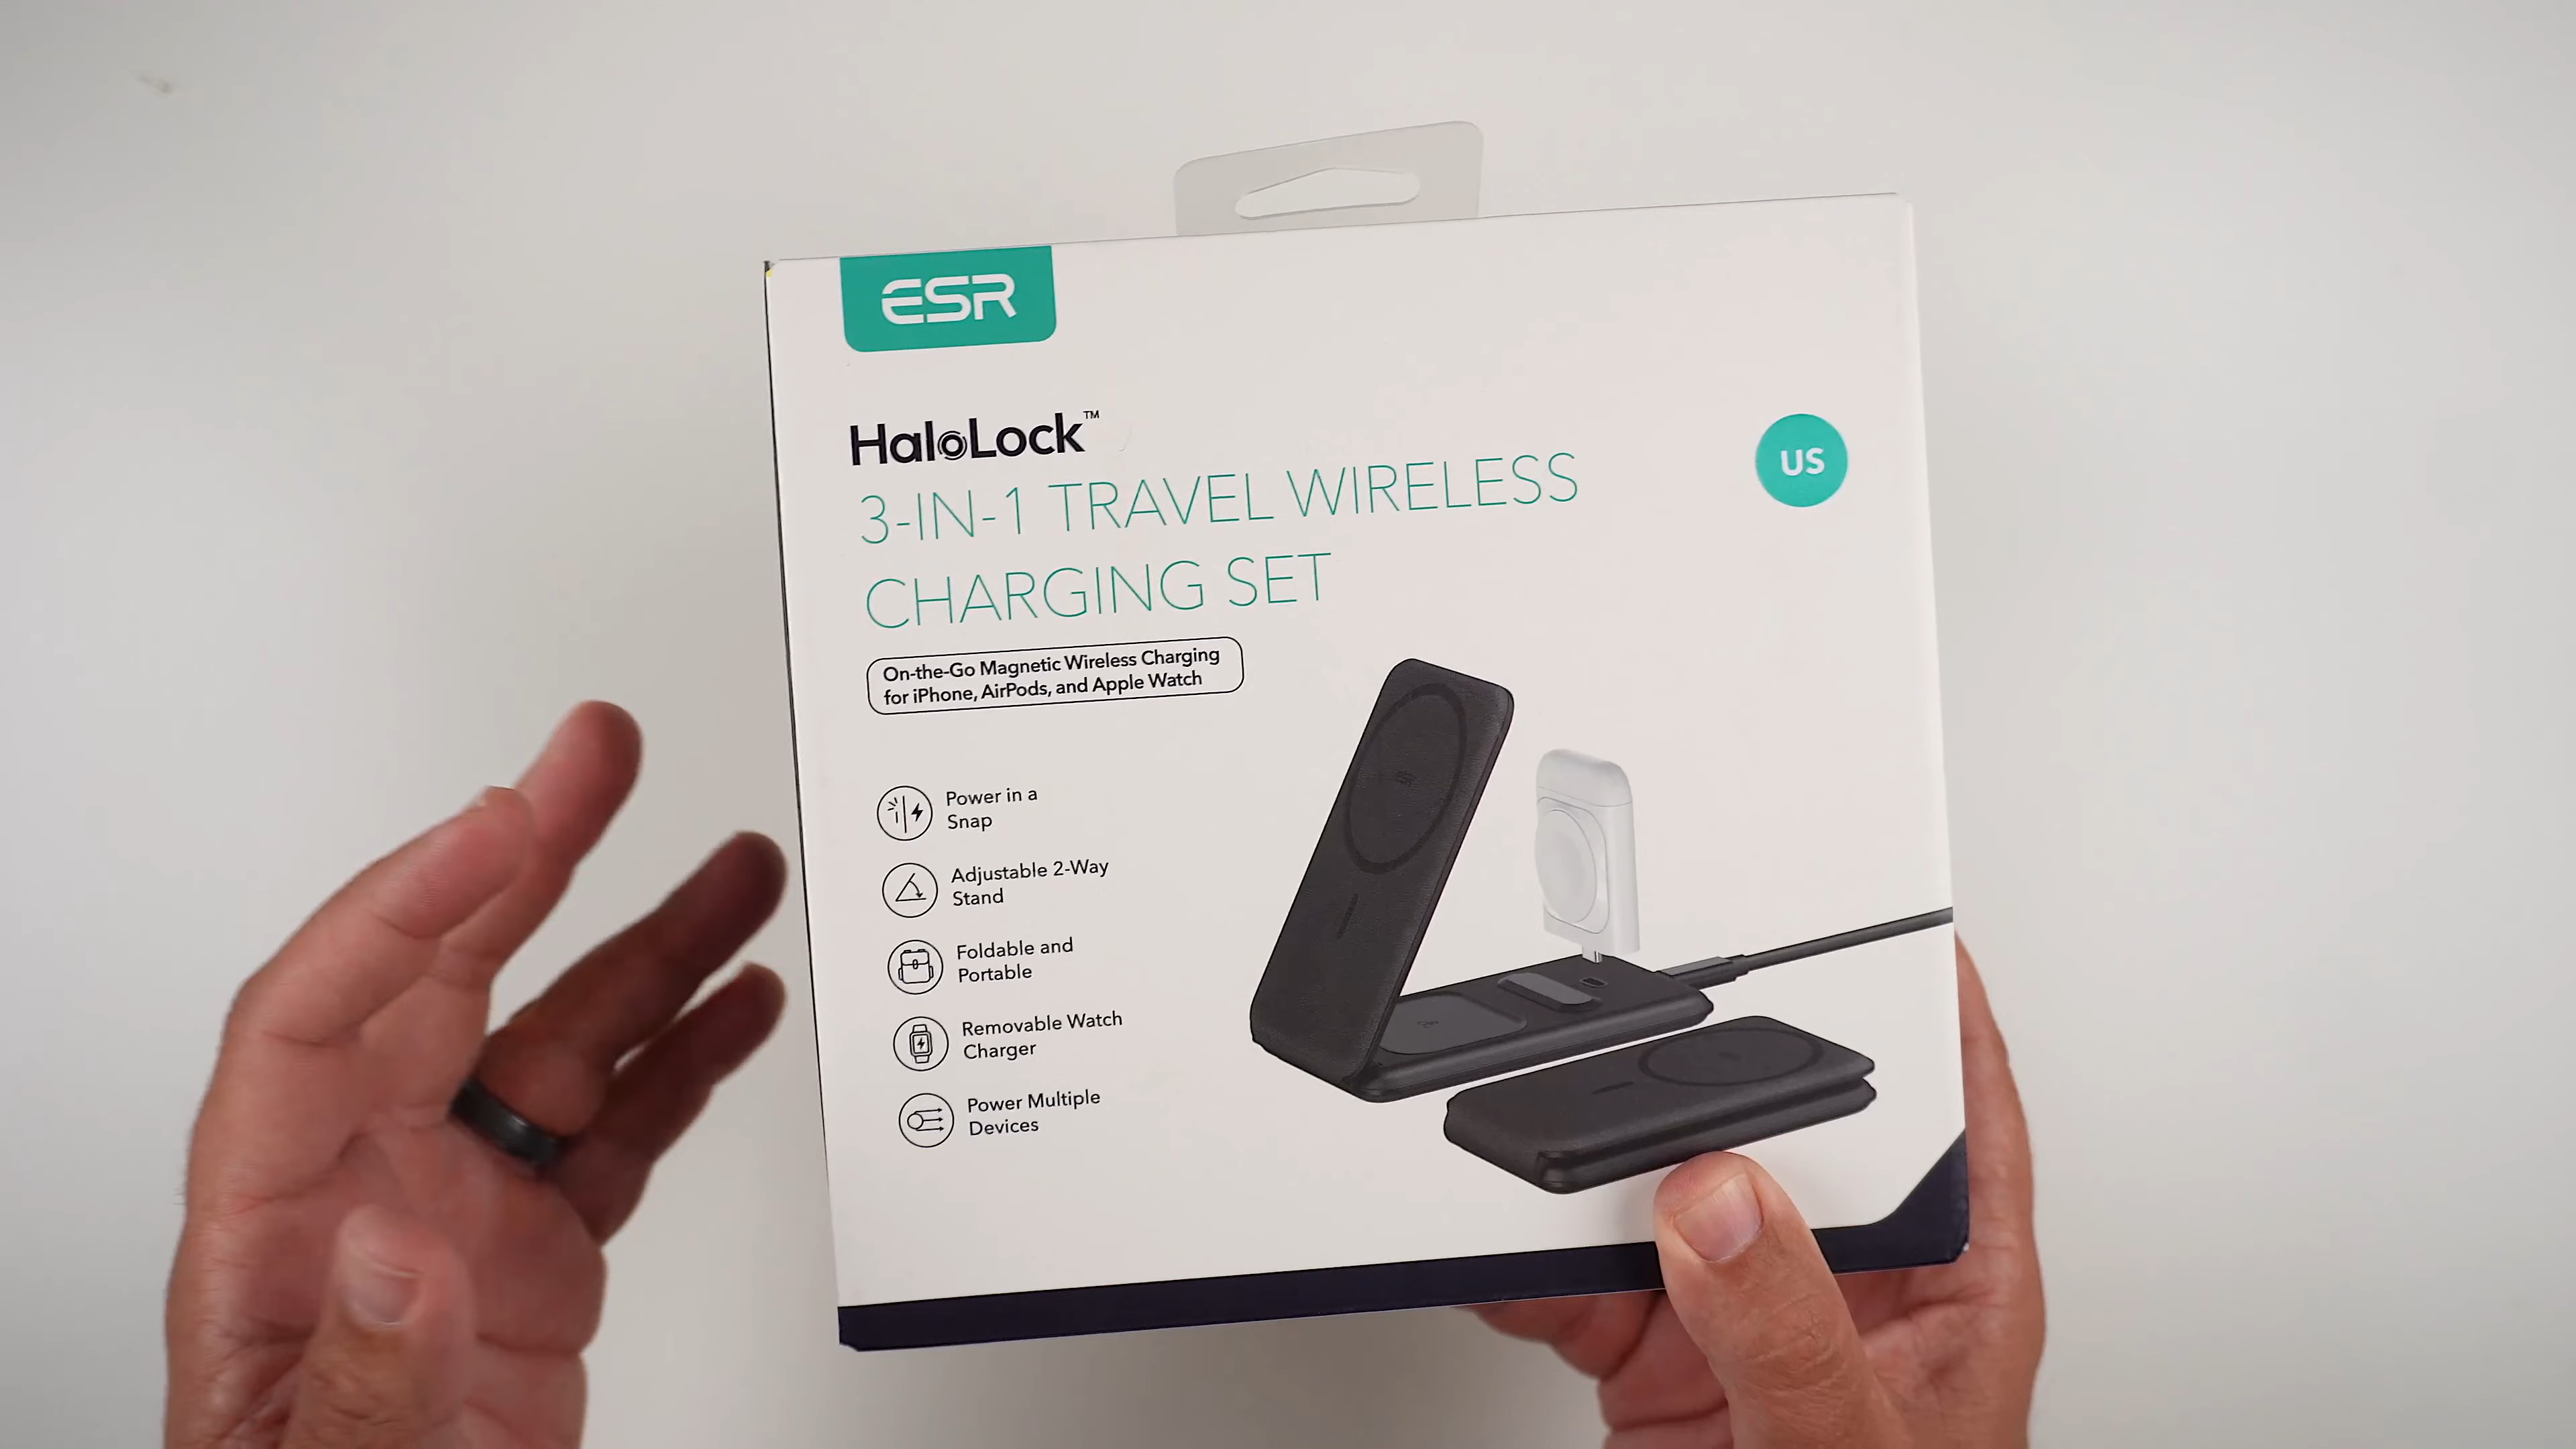 ESR
HaloLock™
US
3-IN-1 TRAVEL WIRELESS
CHARGING SET
On-the-Go Magnetic Wireless Charging
for iPhone, AirPods, and Apple Watch
Power in a
Snap
Adjustable 2-Way
Stand
Foldable and
Portable
Removable Watch
Charger
Power Multiple
Devices
ESR